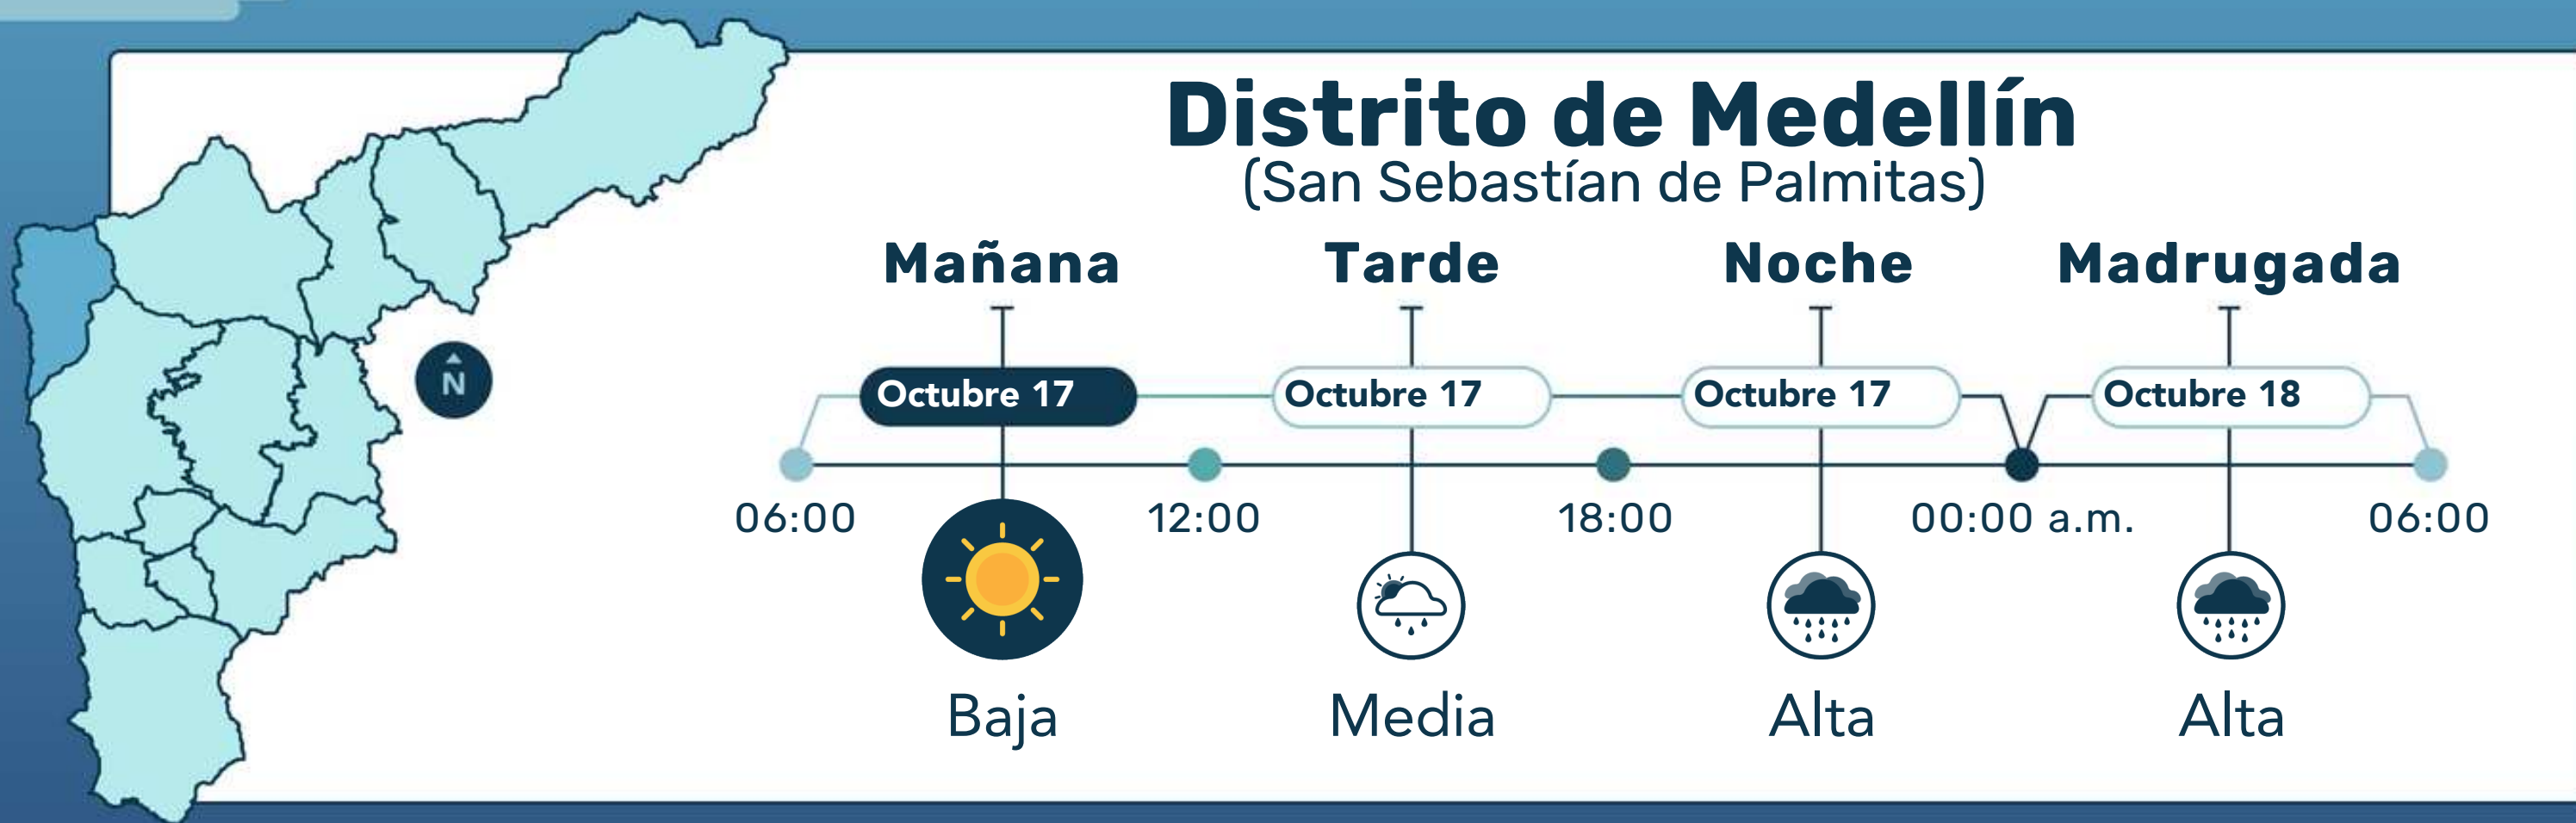 Distrito de Medellín
(San Sebastían de Palmitas)
Mañana Tarde Noche Madrugada
Octubre 17 Octubre 17 Octubre 17 Octubre 18
N
06:00 12:00 18:00 00:00 a.m. 06:00
Baja Media Alta Alta